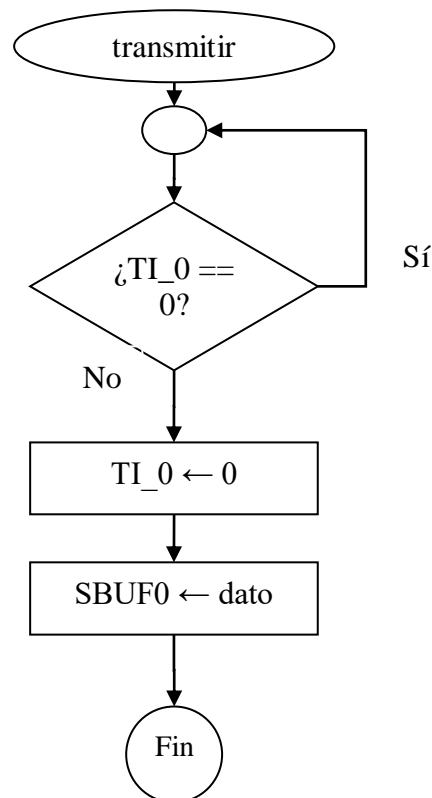 transmitir
¿TI_0 ==
0?
Sí
No
TI_0 ← 0
SBUF0 ← dato
Fin